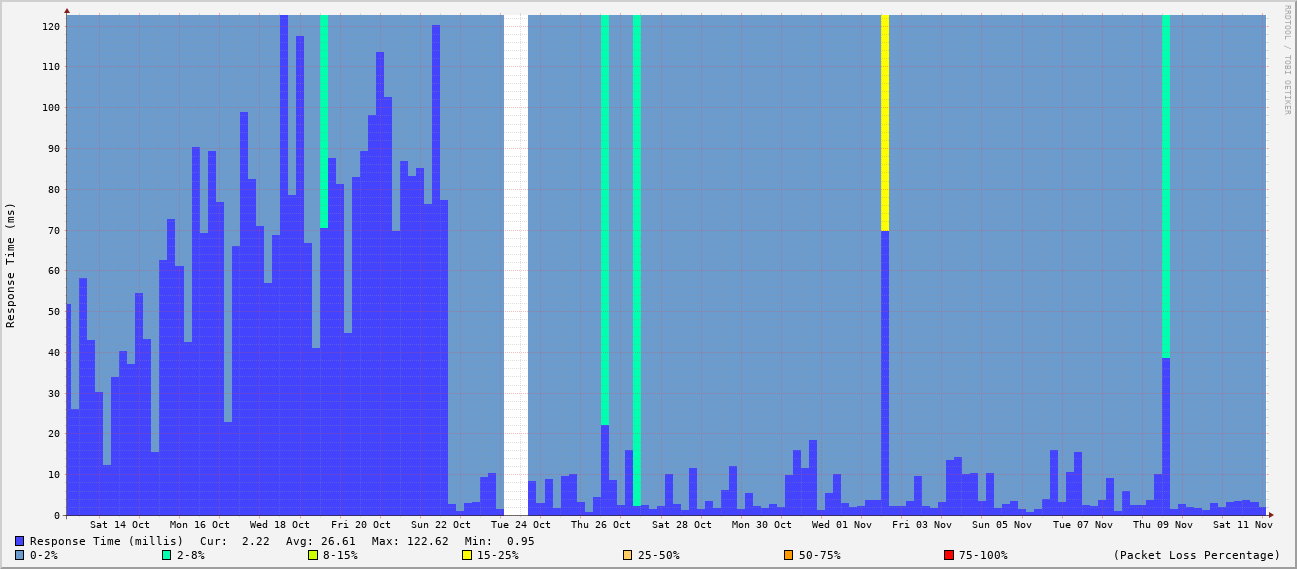 RRDTOOL / TOBI OETIKER
Response Time (ms)
120
110
100
90
80
70
60
50
40
30
20
10
0
Sat 14 Oct Mon 16 Oct Wed 18 Oct Fri 20 Oct Sun 22 Oct Tue 24 Oct Thu 26 Oct Sat 28 Oct Mon 30 Oct Wed 01 Nov Fri 03 Nov Sun 05 Nov Tue 07 Nov Thu 09 Nov Sat 11 Nov
Response Time (millis) Cur: 2.22 Avg: 26.61 Max: 122.62 Min: 0.95
0-2% 2-8% 8-15% 15-25% 25-50% 50-75% 75-100% (Packet Loss Percentage)